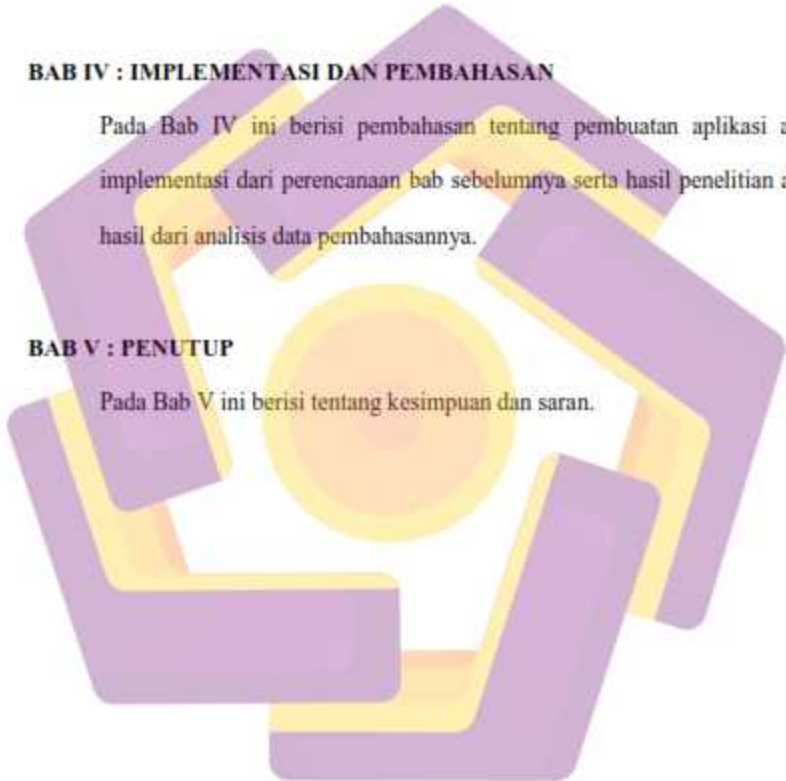 BAB IV : IMPLEMENTASI DAN PEMBAHASAN
Pada Bab IV ini berisi pembahasan tentang pembuatan aplikasi a
implementasi dari perencanaan bab sebelumnya serta hasil penelitian a
hasil dari analisis data pembahasannya.
BAB V : PENUTUP
Pada Bab V ini berisi tentang kesimpuan dan saran.